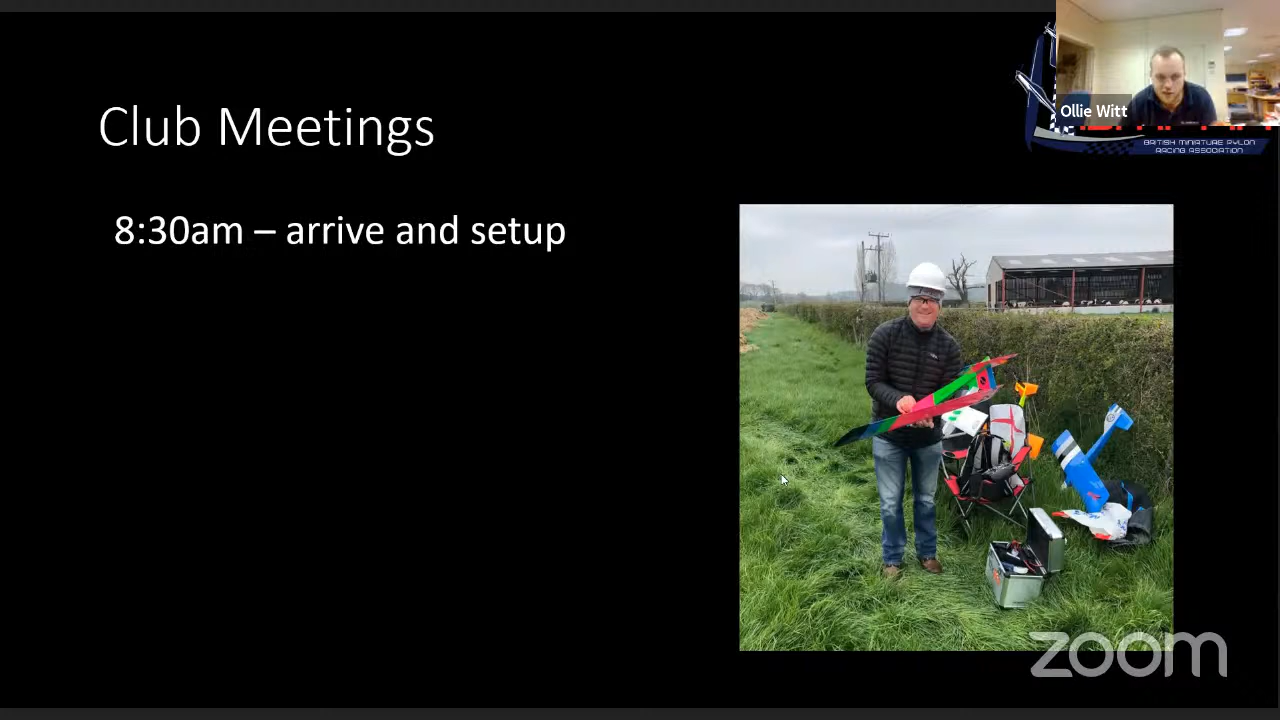 Club Meetings
Ollie Witt
BRITISH MINIATURE PYLON
RACING ASSOCIATION
8:30am – arrive and setup
zoom